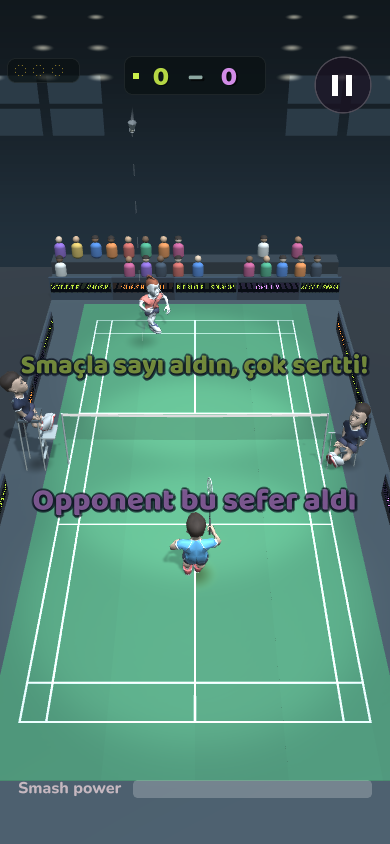 0 – 0
Smaçla sayı aldın, çok sertti!
Opponent bu sefer aldı
Smash power